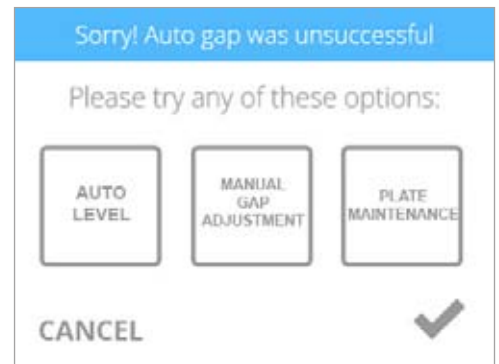 Sorry! Auto gap was unsuccessful
Please try any of these options:
AUTO
LEVEL
MANUAL
GAP
ADJUSTMENT
PLATE
MAINTENANCE
CANCEL